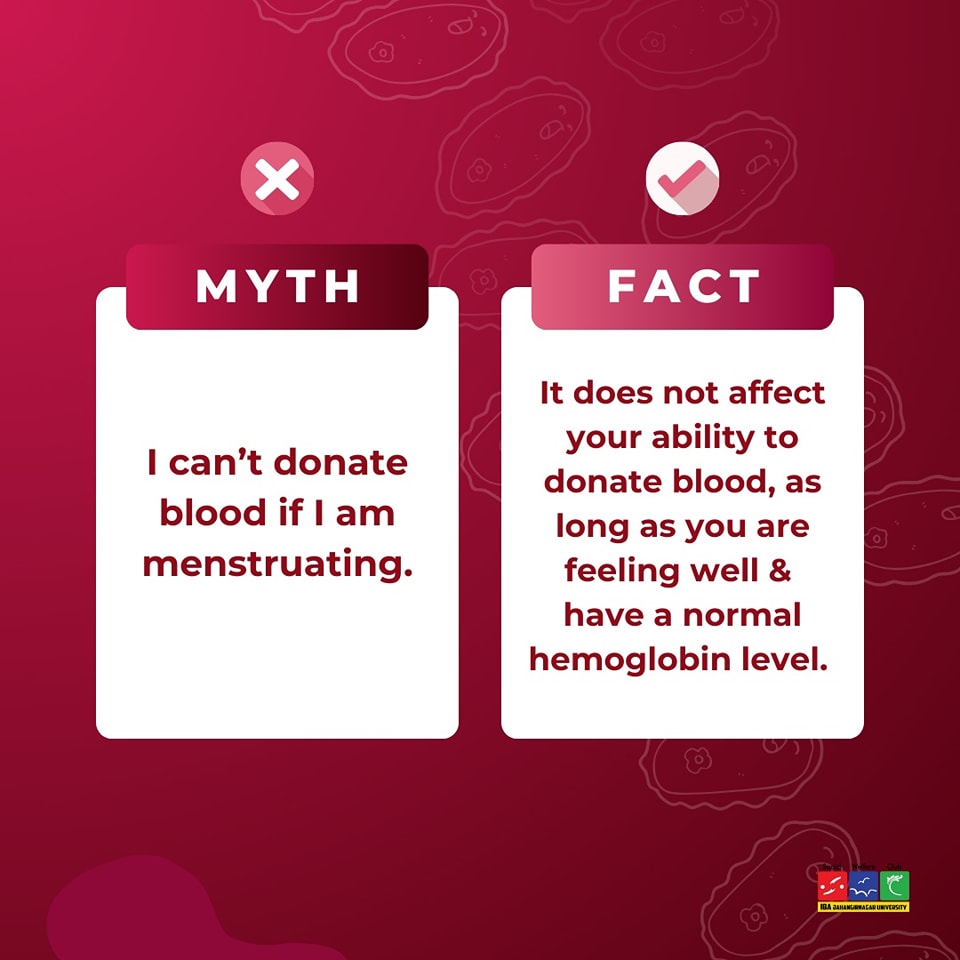 MYTH
I can’t donate
blood if I am
menstruating.
FACT
It does not affect
your ability to
donate blood, as
long as you are
feeling well &
have a normal
hemoglobin level.
IBA JAHANGIRNAGAR UNIVERSITY